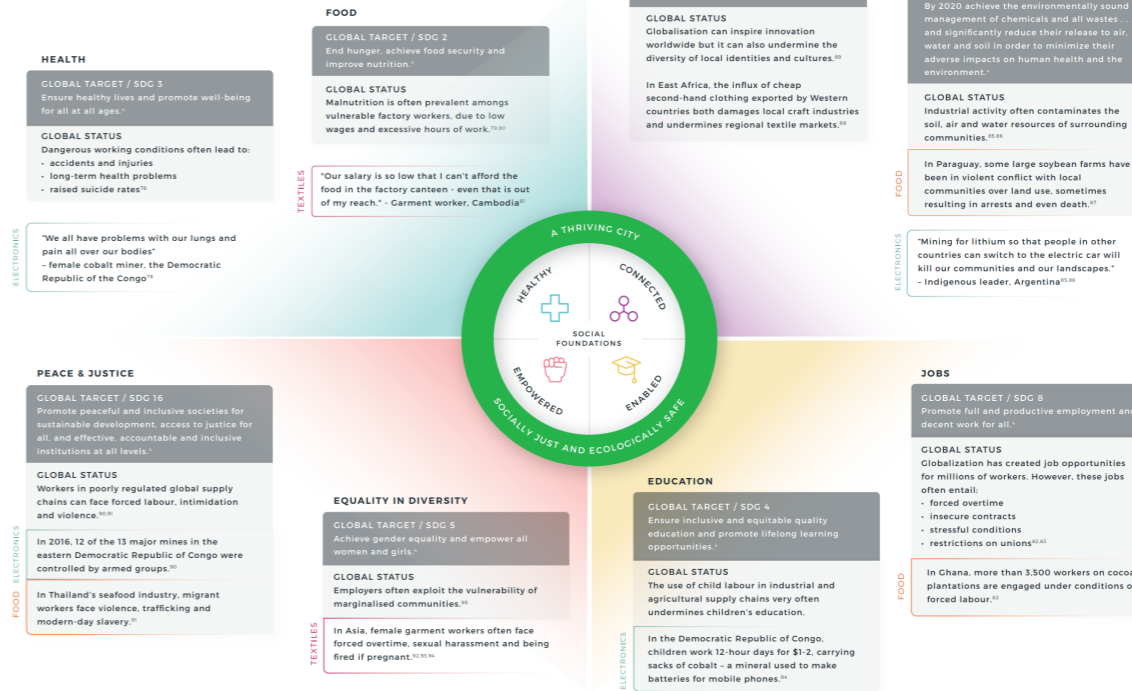 FOOD
GLOBAL TARGET / SDG 2
End hunger, achieve food security and
improve nutrition.
GLOBAL STATUS
Malnutrition is often prevalent amongs
vulnerable factory workers, due to low
wages and excessive hours of work.79,80
TEXTILES
"Our salary is so low that I can't afford the
food in the factory canteen - even that is out
of my reach." - Garment worker, Cambodia81
HEALTH
GLOBAL TARGET / SDG 3
Ensure healthy lives and promote well-being
for all at all ages.
GLOBAL STATUS
Dangerous working conditions often lead to:
• accidents and injuries
• long-term health problems
• raised suicide rates76
ELECTRONICS
"We all have problems with our lungs and
pain all over our bodies"
– female cobalt miner, the Democratic
Republic of the Congo78
GLOBAL STATUS
Globalisation can inspire innovation
worldwide but it can also undermine the
diversity of local identities and cultures.89
In East Africa, the influx of cheap
second-hand clothing exported by Western
countries both damages local craft industries
and undermines regional textile markets.88
By 2020 achieve the environmentally sound
management of chemicals and all wastes . . .
and significantly reduce their release to air,
water and soil in order to minimize their
adverse impacts on human health and the
environment.
GLOBAL STATUS
Industrial activity often contaminates the
soil, air and water resources of surrounding
communities.85,86
FOOD
In Paraguay, some large soybean farms have
been in violent conflict with local
communities over land use, sometimes
resulting in arrests and even death.87
ELECTRONICS
"Mining for lithium so that people in other
countries can switch to the electric car will
kill our communities and our landscapes."
– Indigenous leader, Argentina85,86
A THRIVING CITY
HEALTHY
CONNECTED
SOCIAL
FOUNDATIONS
EMPOWERED
ENABLED
SOCIALLY JUST AND ECOLOGICALLY SAFE
PEACE & JUSTICE
GLOBAL TARGET / SDG 16
Promote peaceful and inclusive societies for
sustainable development, access to justice for
all, and effective, accountable and inclusive
institutions at all levels.
GLOBAL STATUS
Workers in poorly regulated global supply
chains can face forced labour, intimidation
and violence.90,91
ELECTRONICS
In 2016, 12 of the 13 major mines in the
eastern Democratic Republic of Congo were
controlled by armed groups.90
FOOD
In Thailand's seafood industry, migrant
workers face violence, trafficking and
modern-day slavery.91
EQUALITY IN DIVERSITY
GLOBAL TARGET / SDG 5
Achieve gender equality and empower all
women and girls.
GLOBAL STATUS
Employers often exploit the vulnerability of
marginalised communities.95
TEXTILES
In Asia, female garment workers often face
forced overtime, sexual harassment and being
fired if pregnant.92,93,94
EDUCATION
GLOBAL TARGET / SDG 4
Ensure inclusive and equitable quality
education and promote lifelong learning
opportunities.
GLOBAL STATUS
The use of child labour in industrial and
agricultural supply chains very often
undermines children's education.
ELECTRONICS
In the Democratic Republic of Congo,
children work 12-hour days for $1-2, carrying
sacks of cobalt – a mineral used to make
batteries for mobile phones.84
JOBS
GLOBAL TARGET / SDG 8
Promote full and productive employment and
decent work for all.
GLOBAL STATUS
Globalization has created job opportunities
for millions of workers. However, these jobs
often entail:
• forced overtime
• insecure contracts
• stressful conditions
• restrictions on unions82,83
FOOD
In Ghana, more than 3,500 workers on cocoa
plantations are engaged under conditions o
forced labour.82